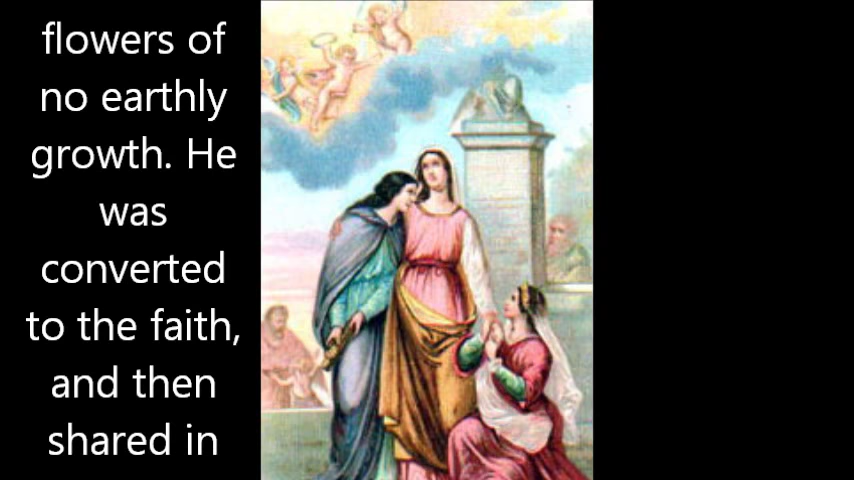 flowers of
no earthly
growth. He
was
converted
to the faith,
and then
shared in